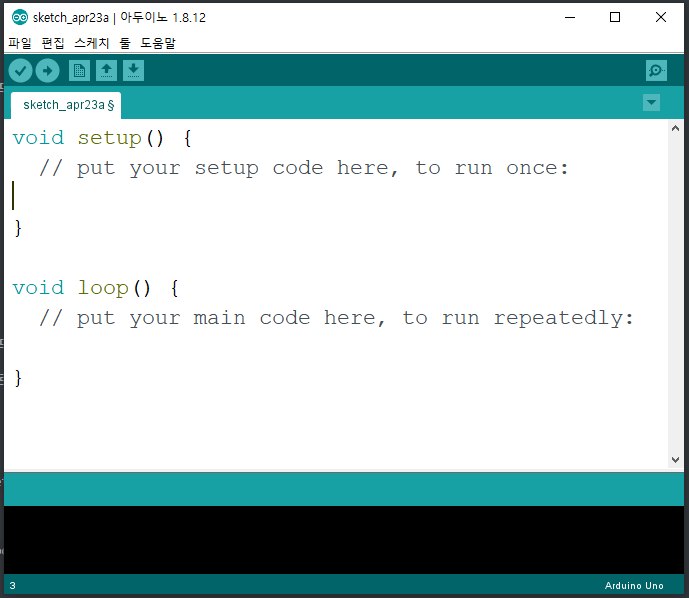 sketch_apr23a | 아두이노 1.8.12
파일 편집 스케치 툴 도움말
sketch_apr23a §
void setup() {
  // put your setup code here, to run once:

}

void loop() {
  // put your main code here, to run repeatedly:

}
3
Arduino Uno